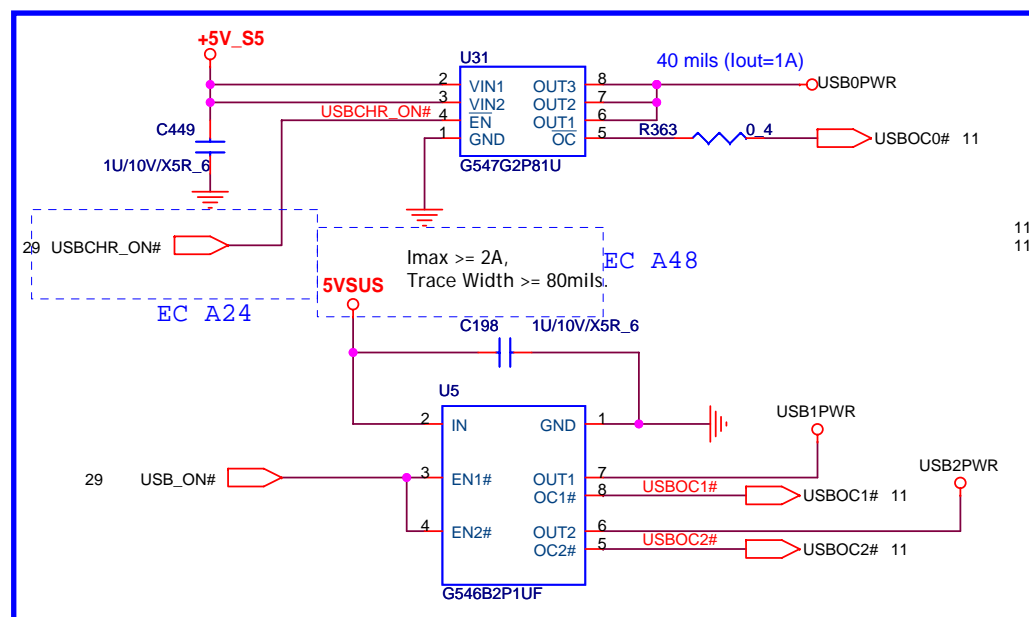 +5V_S5
U31
40 mils (Iout=1A)
USB0PWR
2 VIN1 OUT3 8
3 VIN2 OUT2 7
USBCHR_ON# 4 EN OUT1 6
1 GND OC 5
R363 0_4
USBOC0# 11
C449
1U/10V/X5R_6
G547G2P81U
29 USBCHR_ON#
EC A24
Imax >= 2A,
Trace Width >= 80mils.
EC A48
11
11
5VSUS
C198 1U/10V/X5R_6
U5
2 IN GND 1
USB1PWR
USB2PWR
29 USB_ON#
3 EN1# OUT1 7
OC1# 8 USBOC1# USBOC1# 11
4 EN2# OUT2 6
OC2# 5 USBOC2# USBOC2# 11
G546B2P1UF